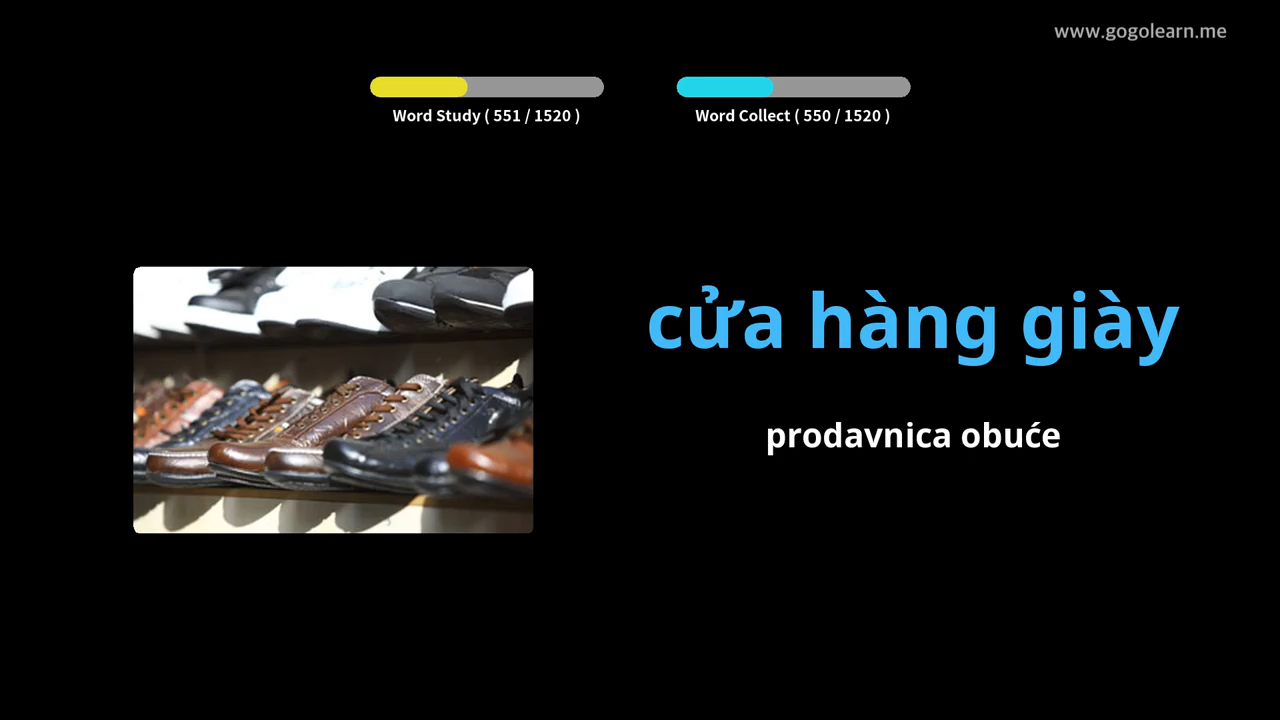 www.gogolearn.me
Word Study ( 551 / 1520 )
Word Collect ( 550 / 1520 )
cửa hàng giày
prodavnica obuće